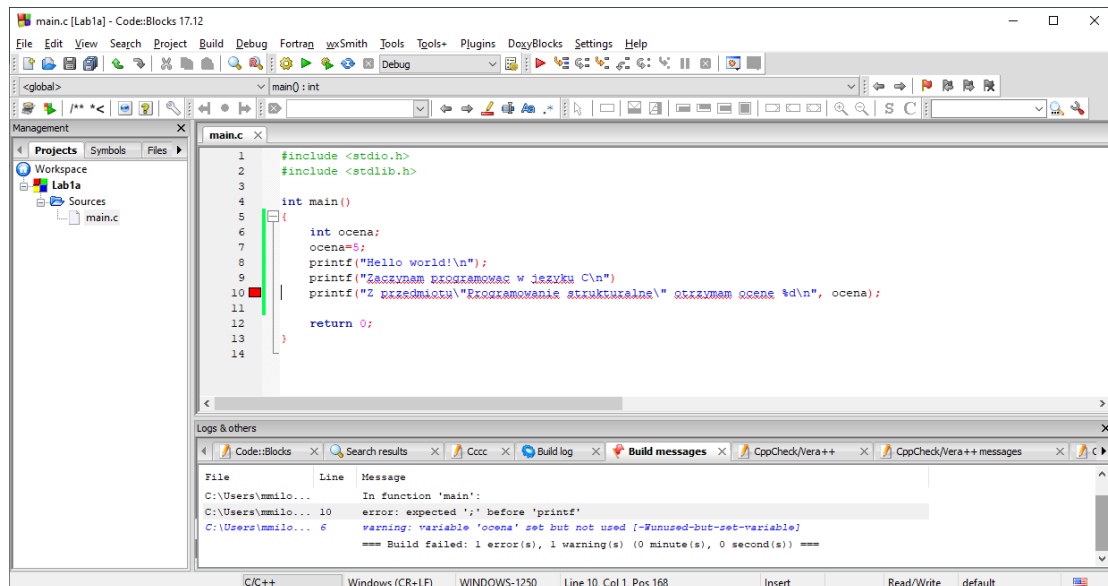 main.c [Lab1a] - Code::Blocks 17.12
File Edit View Search Project Build Debug Fortran wxSmith Tools Tools+ Plugins DoxyBlocks Settings Help
Debug
<global> main() : int
/** *< S C
Management
Projects Symbols Files
main.c
Workspace
Lab1a
Sources
main.c
1 #include <stdio.h>
2 #include <stdlib.h>
3
4 int main()
5 {
6 int ocena;
7 ocena=5;
8 printf("Hello world!\n");
9 printf("Zaczynam programowac w jezyku C\n")
10 printf("Z przedmiotu\"Programowanie strukturalne\" otrzymam ocene %d\n", ocena);
11
12 return 0;
13 }
14
Logs & others
Code::Blocks Search results Cccc Build log Build messages CppCheck/Vera++ CppCheck/Vera++ messages
File Line Message
C:\Users\mmilo... In function 'main':
C:\Users\mmilo... 10 error: expected ';' before 'printf'
C:\Users\mmilo... 6 warning: variable 'ocena' set but not used [-Wunused-but-set-variable]
=== Build failed: 1 error(s), 1 warning(s) (0 minute(s), 0 second(s)) ===
C/C++ Windows (CR+LF) WINDOWS-1250 Line 10, Col 1, Pos 168 Insert Read/Write default